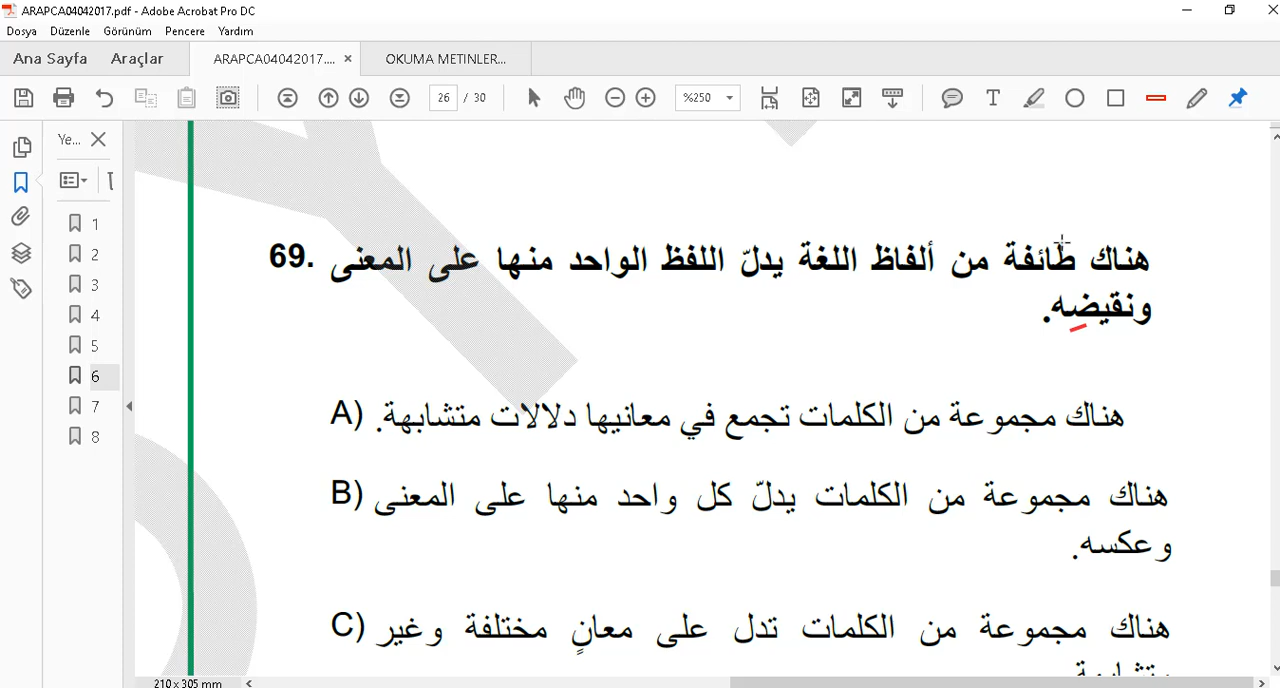 ARAPCA04042017.pdf - Adobe Acrobat Pro DC
Dosya Düzenle Görünüm Pencere Yardım
Ana Sayfa Araçlar ARAPCA04042017.... × OKUMA METINLER...
26 / 30 %250
Ye...
1
2
3
4
5
6
7
8
69. هناك طائفة من ألفاظ اللغة يدلّ اللفظ الواحد منها على المعنى
ونقيضه.
A) هناك مجموعة من الكلمات تجمع في معانيها دلالات متشابهة.
B) هناك مجموعة من الكلمات يدلّ كل واحد منها على المعنى
وعكسه.
C) هناك مجموعة من الكلمات تدل على معانٍ مختلفة وغير
210 x 305 mm